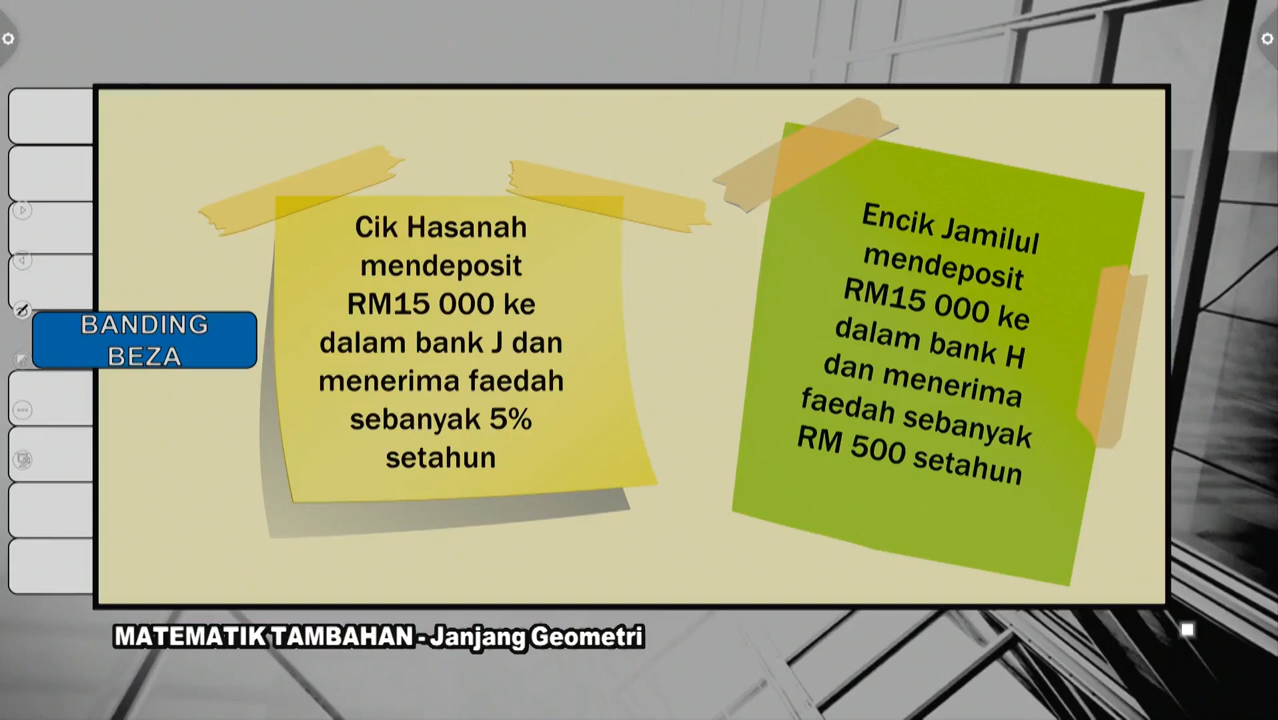 BANDING
BEZA
Cik Hasanah
mendeposit
RM15 000 ke
dalam bank J dan
menerima faedah
sebanyak 5%
setahun
Encik Jamilul
mendeposit
RM15 000 ke
dalam bank H
dan menerima
faedah sebanyak
RM 500 setahun
MATEMATIK TAMBAHAN - Janjang Geometri